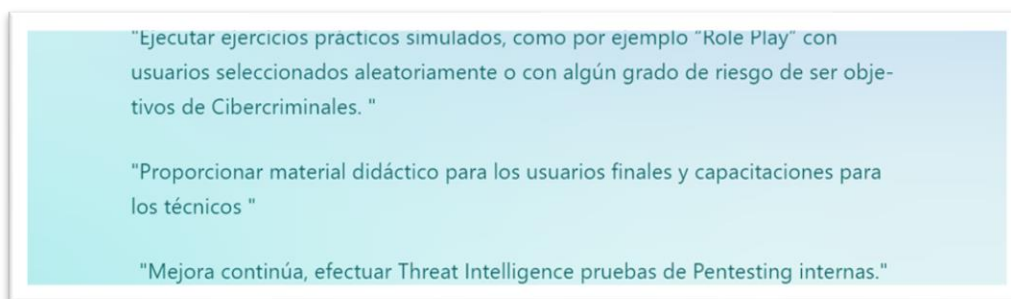 "Ejecutar ejercicios prácticos simulados, como por ejemplo "Role Play" con
usuarios seleccionados aleatoriamente o con algún grado de riesgo de ser obje-
tivos de Cibercriminales. "
"Proporcionar material didáctico para los usuarios finales y capacitaciones para
los técnicos "
"Mejora continúa, efectuar Threat Intelligence pruebas de Pentesting internas."